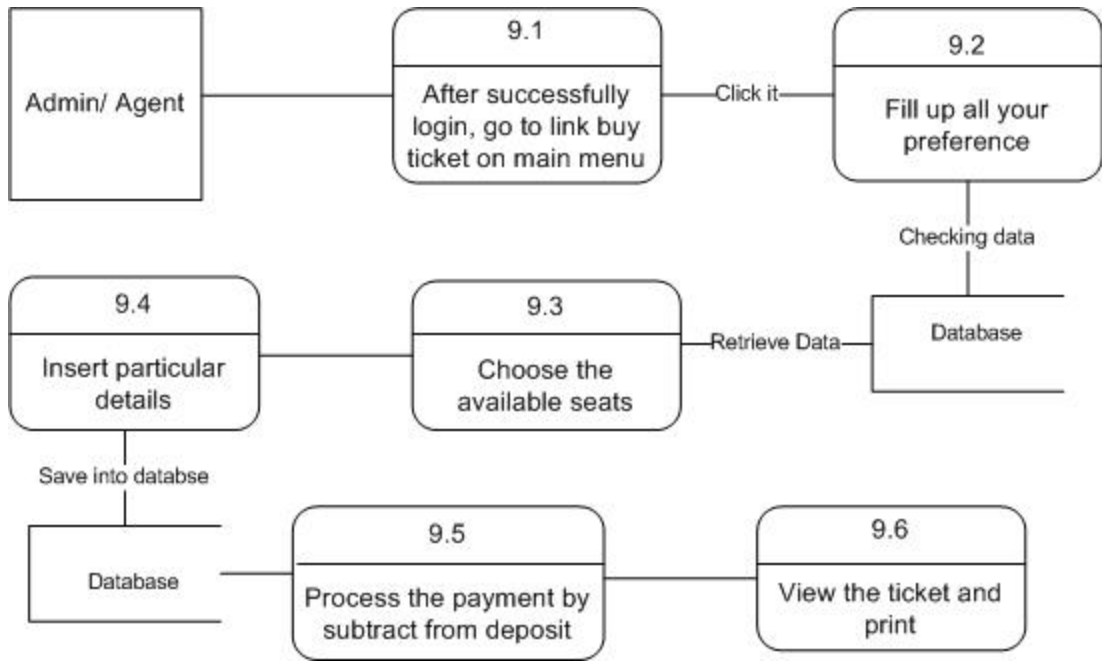 Admin/ Agent
9.1
After successfully
login, go to link buy
ticket on main menu
Click it
9.2
Fill up all your
preference
Checking data
Database
Retrieve Data
9.3
Choose the
available seats
9.4
Insert particular
details
Save into databse
Database
9.5
Process the payment by
subtract from deposit
9.6
View the ticket and
print